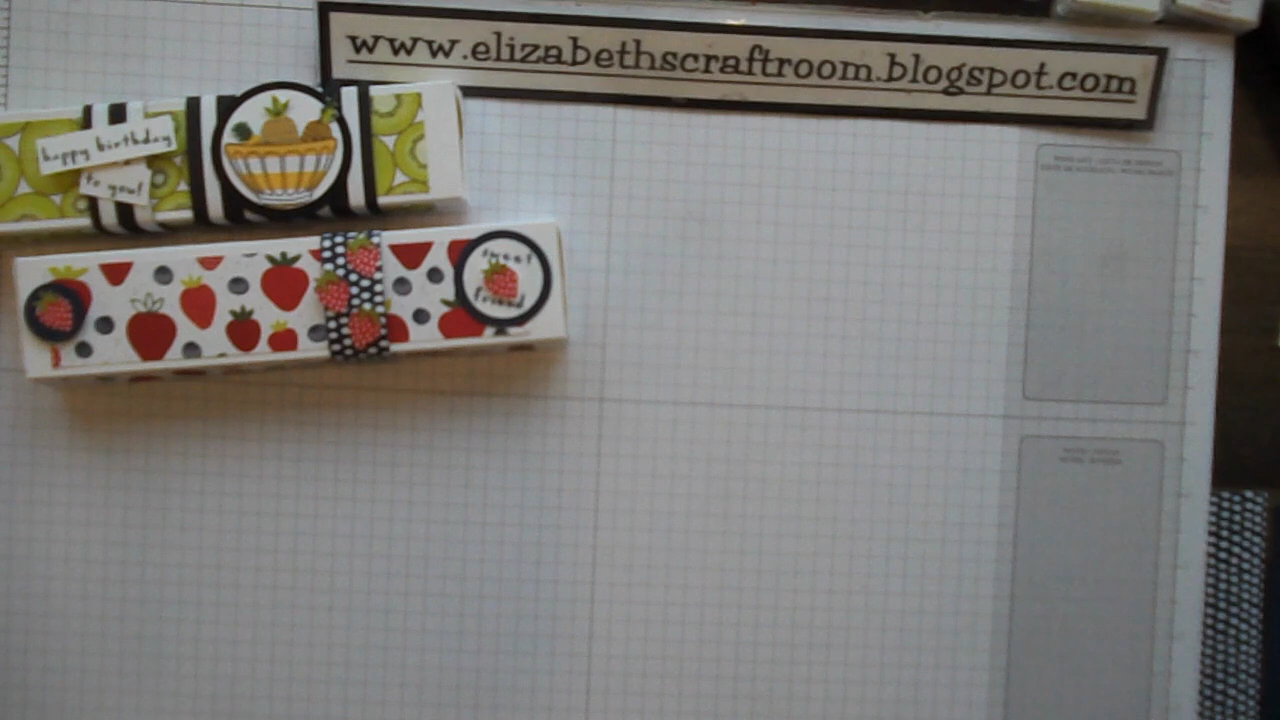 www.elizabethscraftroom.blogspot.com
happy birthday
to you!
sweet
friend